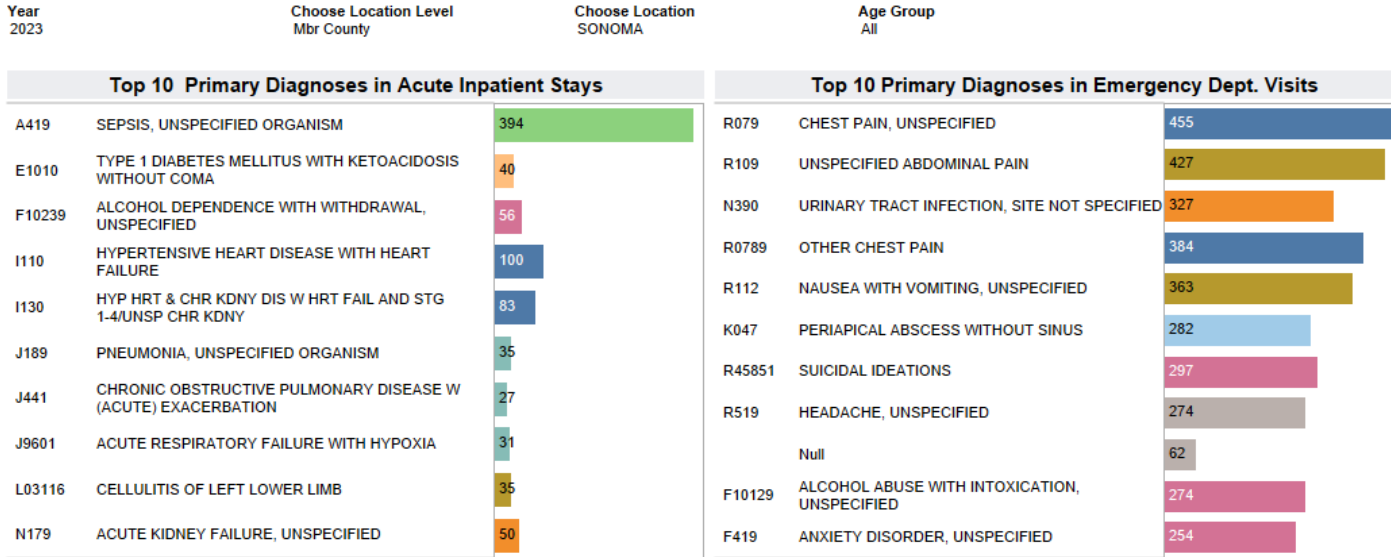 Year
2023
Choose Location Level
Mbr County
Choose Location
SONOMA
Age Group
All
Top 10 Primary Diagnoses in Acute Inpatient Stays
A419 SEPSIS, UNSPECIFIED ORGANISM 394
E1010 TYPE 1 DIABETES MELLITUS WITH KETOACIDOSIS
WITHOUT COMA 40
F10239 ALCOHOL DEPENDENCE WITH WITHDRAWAL,
UNSPECIFIED 56
I110 HYPERTENSIVE HEART DISEASE WITH HEART
FAILURE 100
I130 HYP HRT & CHR KDNY DIS W HRT FAIL AND STG
1-4/UNSP CHR KDNY 83
J189 PNEUMONIA, UNSPECIFIED ORGANISM 35
J441 CHRONIC OBSTRUCTIVE PULMONARY DISEASE W
(ACUTE) EXACERBATION 27
J9601 ACUTE RESPIRATORY FAILURE WITH HYPOXIA 31
L03116 CELLULITIS OF LEFT LOWER LIMB 35
N179 ACUTE KIDNEY FAILURE, UNSPECIFIED 50
Top 10 Primary Diagnoses in Emergency Dept. Visits
R079 CHEST PAIN, UNSPECIFIED 455
R109 UNSPECIFIED ABDOMINAL PAIN 427
N390 URINARY TRACT INFECTION, SITE NOT SPECIFIED 327
R0789 OTHER CHEST PAIN 384
R112 NAUSEA WITH VOMITING, UNSPECIFIED 363
K047 PERIAPICAL ABSCESS WITHOUT SINUS 282
R45851 SUICIDAL IDEATIONS 297
R519 HEADACHE, UNSPECIFIED 274
Null 62
F10129 ALCOHOL ABUSE WITH INTOXICATION,
UNSPECIFIED 274
F419 ANXIETY DISORDER, UNSPECIFIED 254